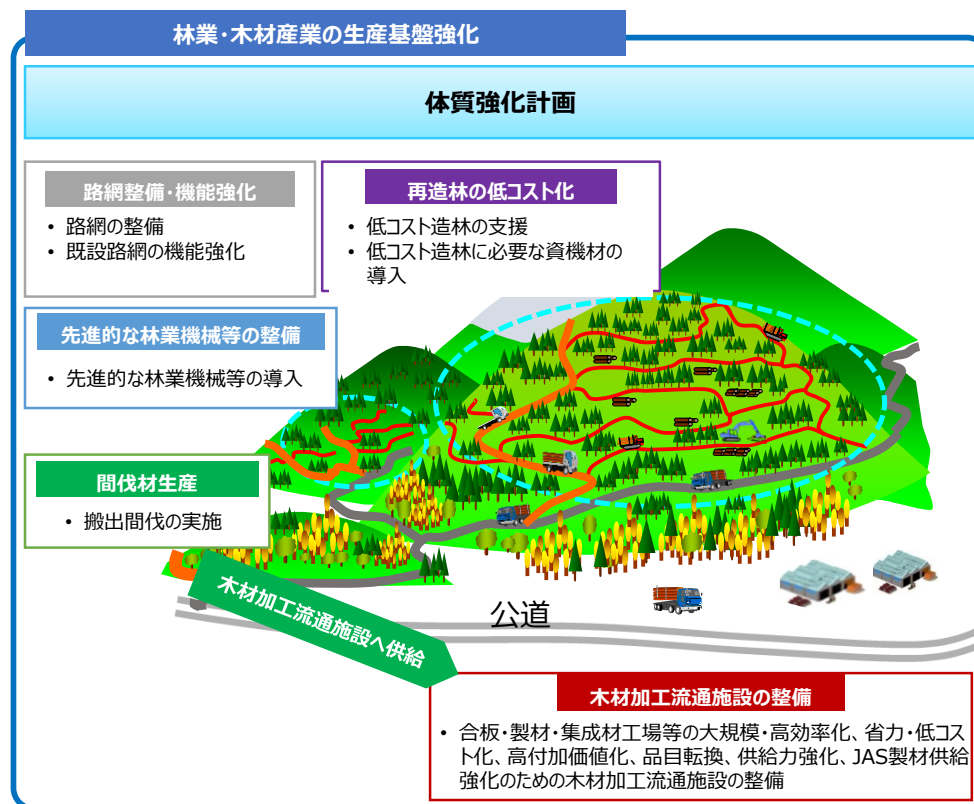 林業・木材産業の生産基盤強化
体質強化計画
路網整備・機能強化
• 路網の整備
• 既設路網の機能強化
再造林の低コスト化
• 低コスト造林の支援
• 低コスト造林に必要な資機材の
導入
先進的な林業機械等の整備
• 先進的な林業機械等の導入
間伐材生産
• 搬出間伐の実施
木材加工流通施設へ供給
公道
木材加工流通施設の整備
• 合板・製材・集成材工場等の大規模・高効率化、省力・低コス
ト化、高付加価値化、品目転換、供給力強化、JAS製材供給
強化のための木材加工流通施設の整備